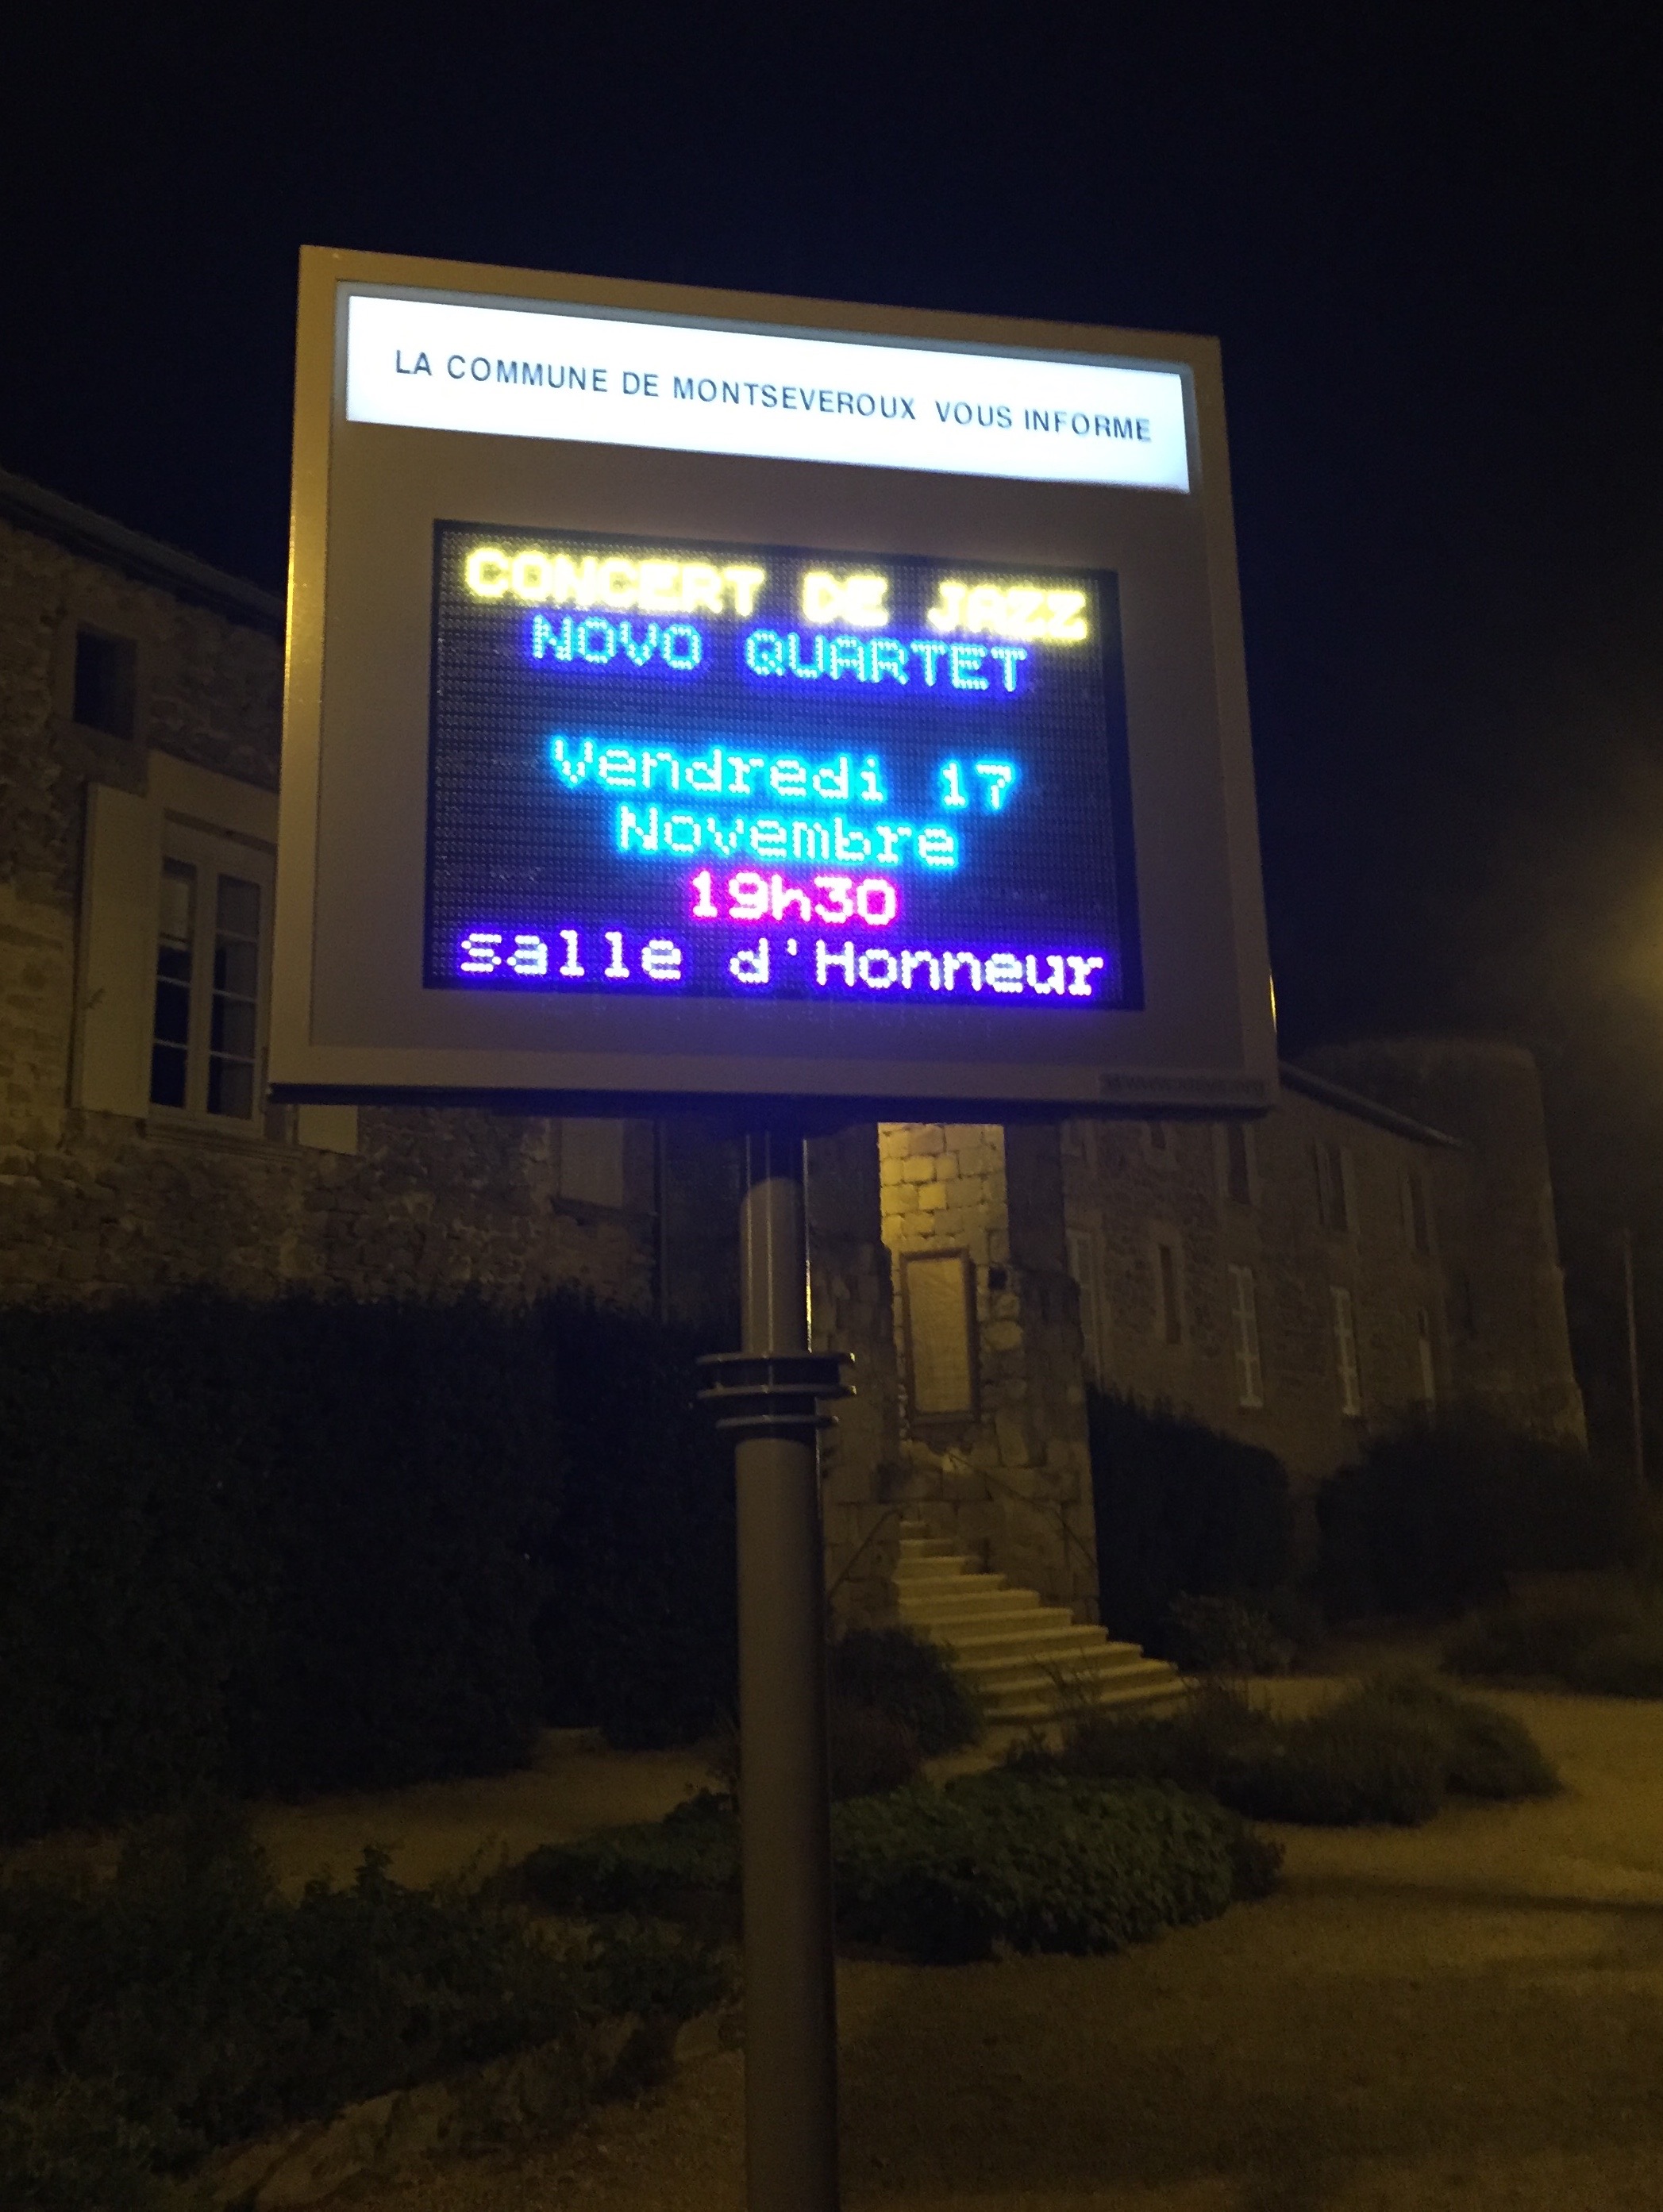 LA COMMUNE DE MONTSEVEROUX VOUS INFORME
CONCERT DE JAZZ
NOVO QUARTET
Vendredi 17
Novembre
19h30
salle d'Honneur